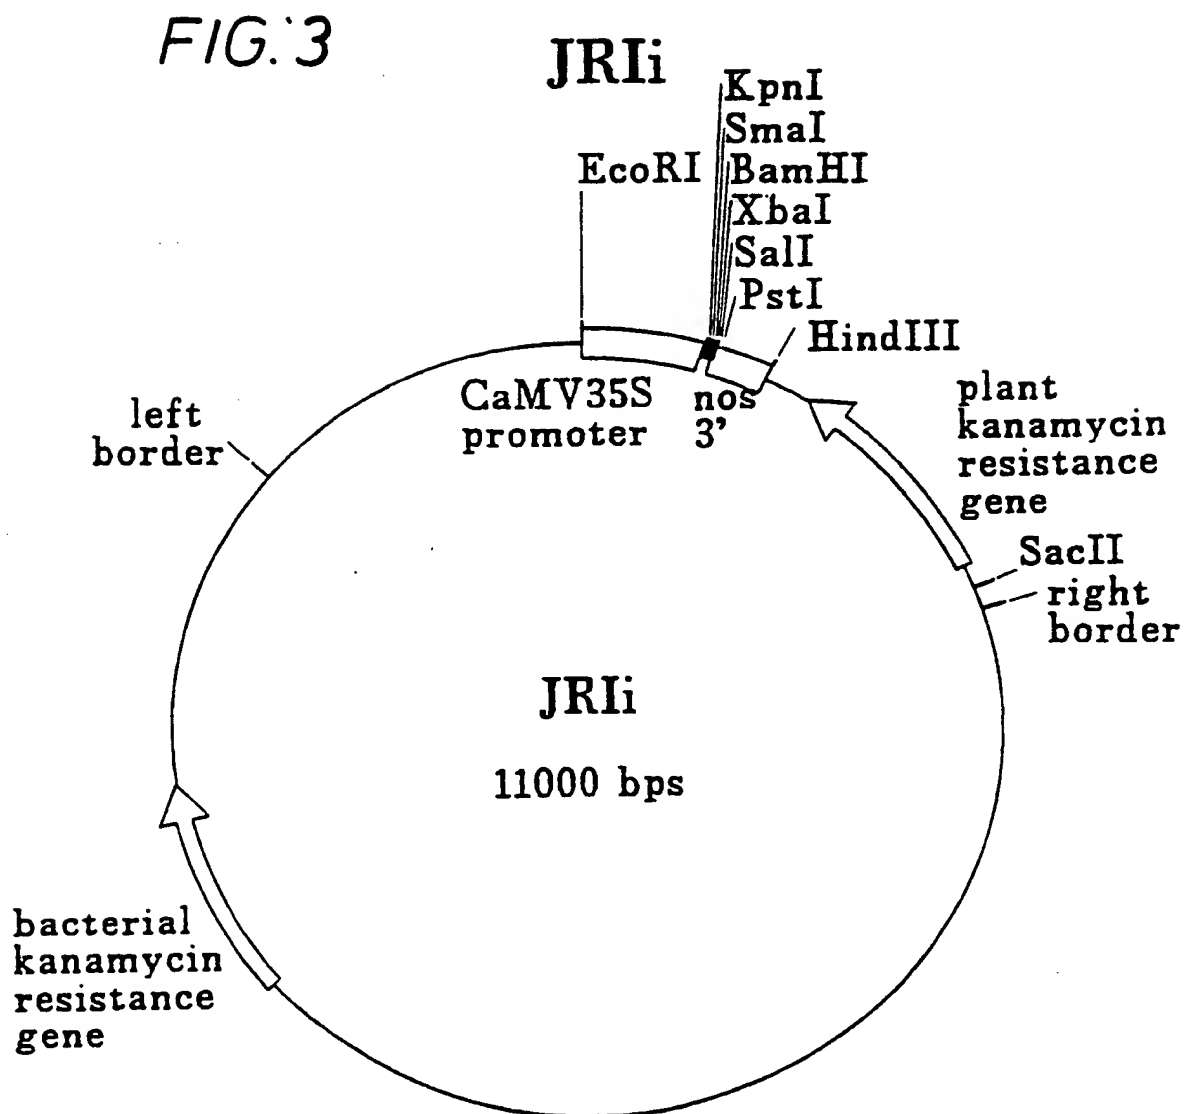 FIG. 3
JRIi
KpnI
SmaI
EcoRI
BamHI
XbaI
SalI
PstI
HindIII
CaMV35S
promoter
nos
3'
left
border
plant
kanamycin
resistance
gene
SacII
right
border
JRIi
11000 bps
bacterial
kanamycin
resistance
gene